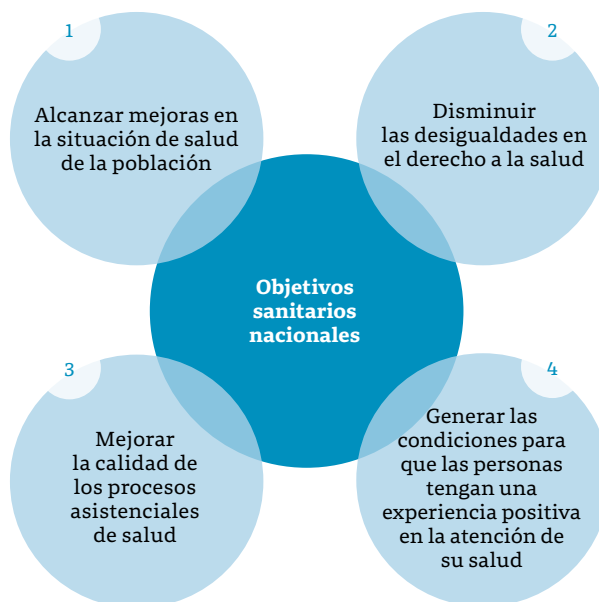 1
Alcanzar mejoras en
la situación de salud
de la población
2
Disminuir
las desigualdades en
el derecho a la salud
Objetivos
sanitarios
nacionales
3
Mejorar
la calidad de
los procesos
asistenciales
de salud
4
Generar las
condiciones para
que las personas
tengan una
experiencia positiva
en la atención de
su salud